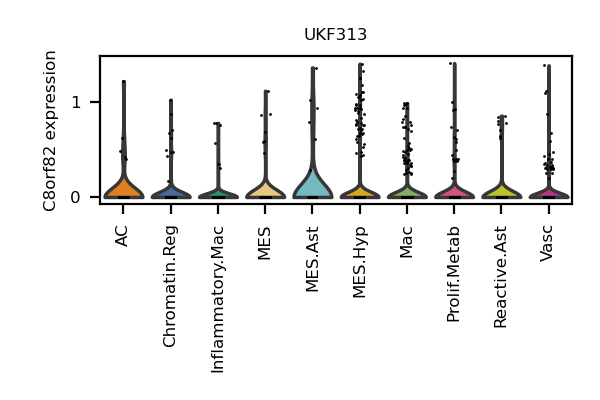 UKF313
C8orf82 expression
1
0
AC
Chromatin.Reg
Inflammatory.Mac
MES
MES.Ast
MES.Hyp
Mac
Prolif.Metab
Reactive.Ast
Vasc